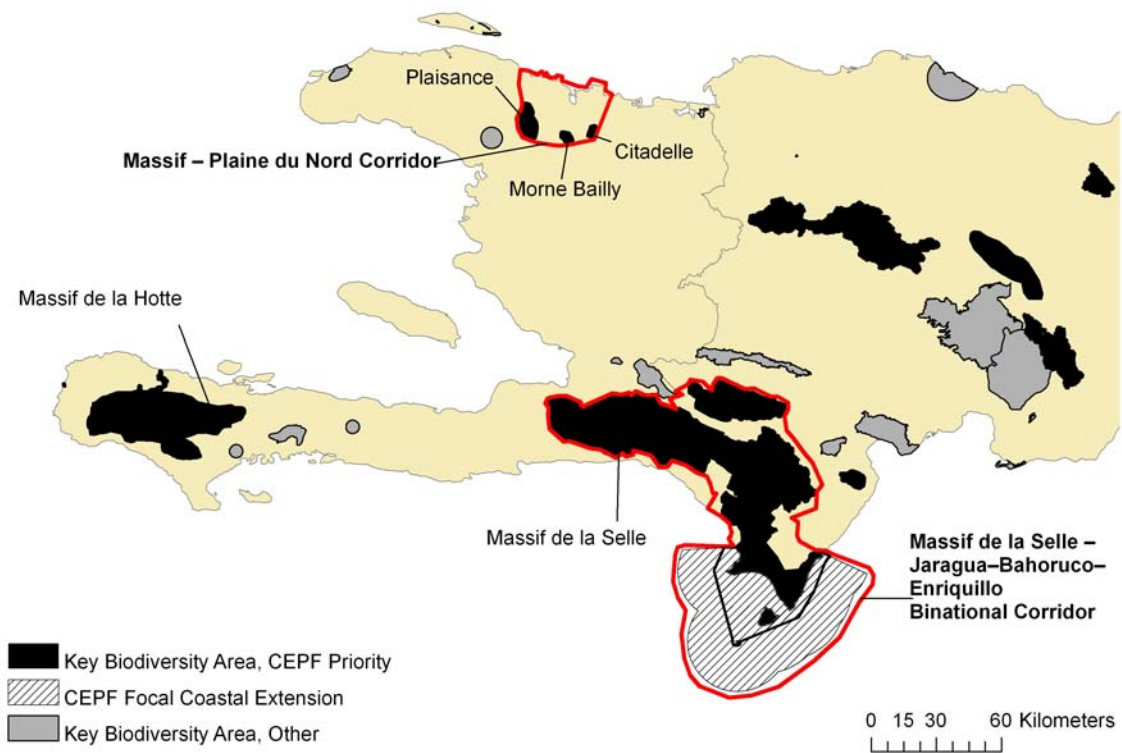 Plaisance
Massif – Plaine du Nord Corridor
Citadelle
Morne Bailly
Massif de la Hotte
Massif de la Selle
Massif de la Selle –
Jaragua–Bahoruco–
Enriquillo
Binational Corridor
Key Biodiversity Area, CEPF Priority
CEPF Focal Coastal Extension
Key Biodiversity Area, Other
0 15 30 60 Kilometers